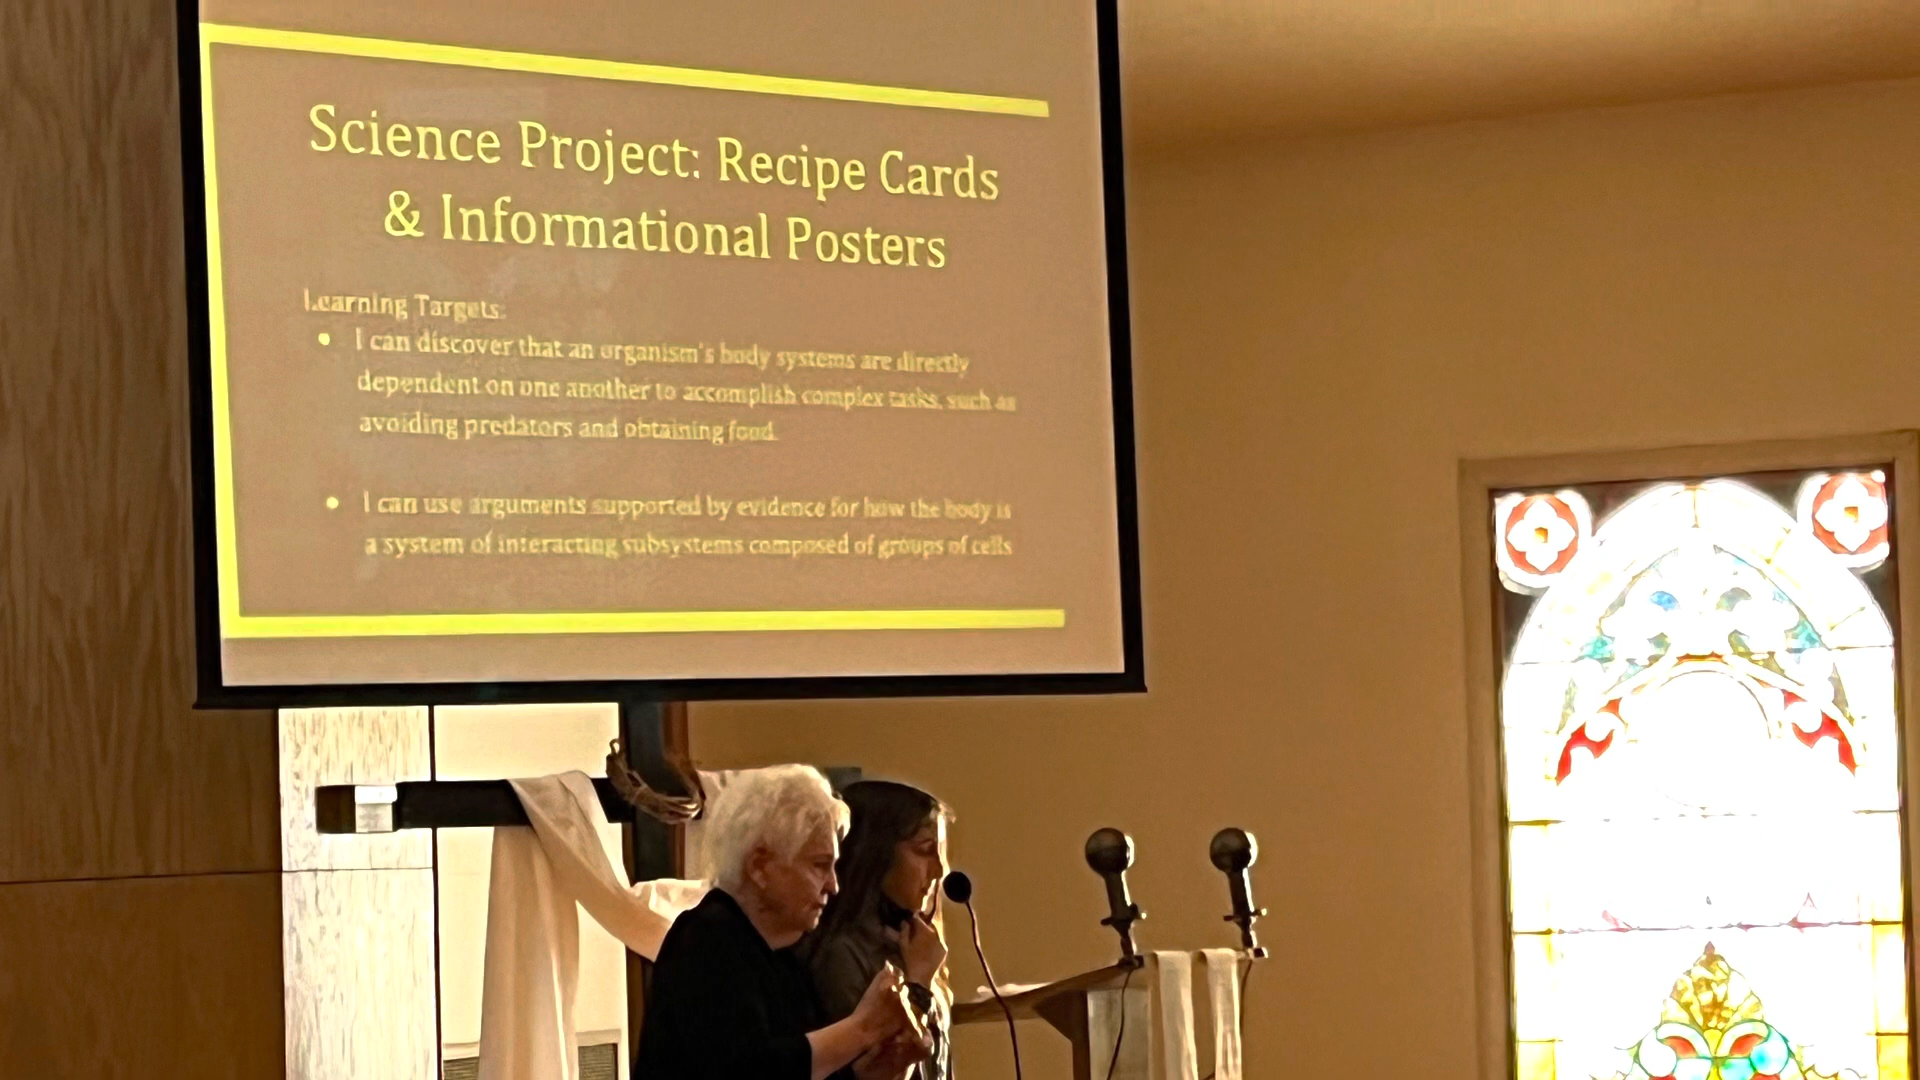 Science Project: Recipe Cards
& Informational Posters
Learning Targets:
I can discover that an organism's body systems are directly
dependent on one another to accomplish complex tasks, such as
avoiding predators and obtaining food.
I can use arguments supported by evidence for how the body is
a system of interacting subsystems composed of groups of cells